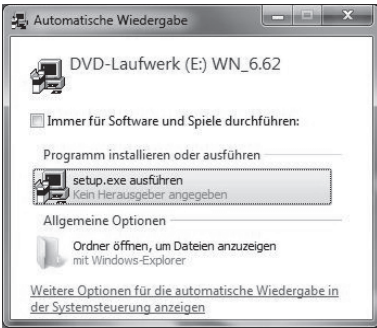 Automatische Wiedergabe
DVD-Laufwerk (E:) WN_6.62
Immer für Software und Spiele durchführen:
Programm installieren oder ausführen
setup.exe ausführen
Kein Herausgeber angegeben
Allgemeine Optionen
Ordner öffnen, um Dateien anzuzeigen
mit Windows-Explorer
Weitere Optionen für die automatische Wiedergabe in
der Systemsteuerung anzeigen